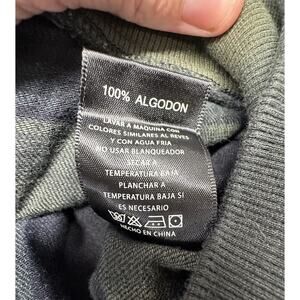 100% ALGODON
LAVAR A MAQUINA CON
COLORES SIMILARES AL REVES
Y CON AGUA FRIA
NO USAR BLANQUEADOR
SECAR A
TEMPERATURA BAJA
PLANCHAR A
TEMPERATURA BAJA SI
ES NECESARIO
HECHO EN CHINA